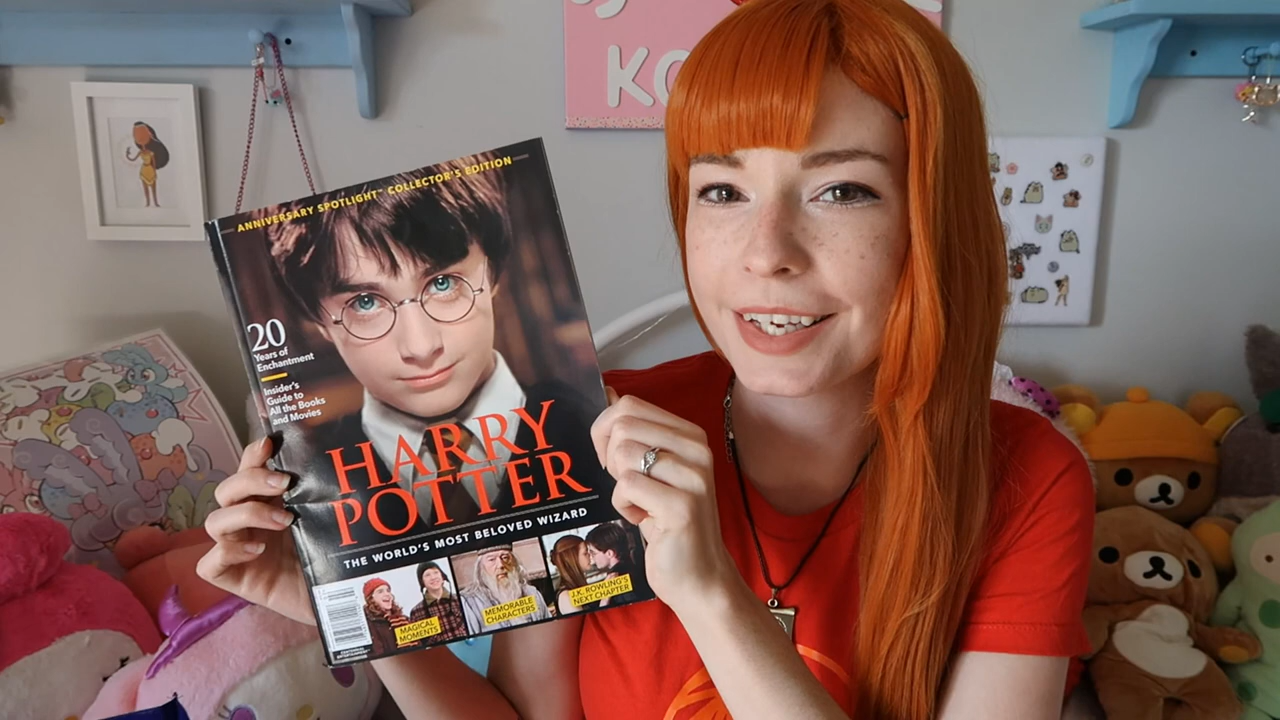 KO
ANNIVERSARY SPOTLIGHT™ COLLECTOR'S EDITION
20
Years of
Enchantment
Insider's
Guide to
All the Books
and Movies
HARRY
POTTER
THE WORLD'S MOST BELOVED WIZARD
MAGICAL
MOMENTS
MEMORABLE
CHARACTERS
J.K. ROWLING'S
NEXT CHAPTER